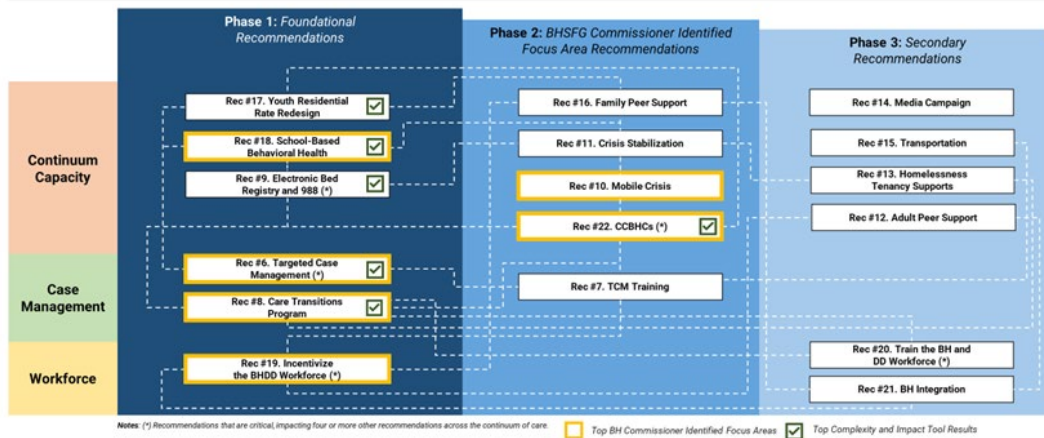 Phase 1: Foundational
Recommendations
Phase 2: BHSFG Commissioner Identified
Focus Area Recommendations
Phase 3: Secondary
Recommendations
Continuum
Capacity
Rec #17. Youth Residential
Rate Redesign
Rec #18. School-Based
Behavioral Health
Rec #9. Electronic Bed
Registry and 988 (*)
Rec #16. Family Peer Support
Rec #11. Crisis Stabilization
Rec #10. Mobile Crisis
Rec #22. CCBHCs (*)
Rec #14. Media Campaign
Rec #15. Transportation
Rec #13. Homelessness
Tenancy Supports
Rec #12. Adult Peer Support
Case
Management
Rec #6. Targeted Case
Management (*)
Rec #8. Care Transitions
Program
Rec #7. TCM Training
Workforce
Rec #19. Incentivize
the BHDD Workforce (*)
Rec #20. Train the BH and
DD Workforce (*)
Rec #21. BH Integration
Notes: (*) Recommendations that are critical, impacting four or more other recommendations across the continuum of care.
Top BH Commissioner Identified Focus Areas
Top Complexity and Impact Tool Results